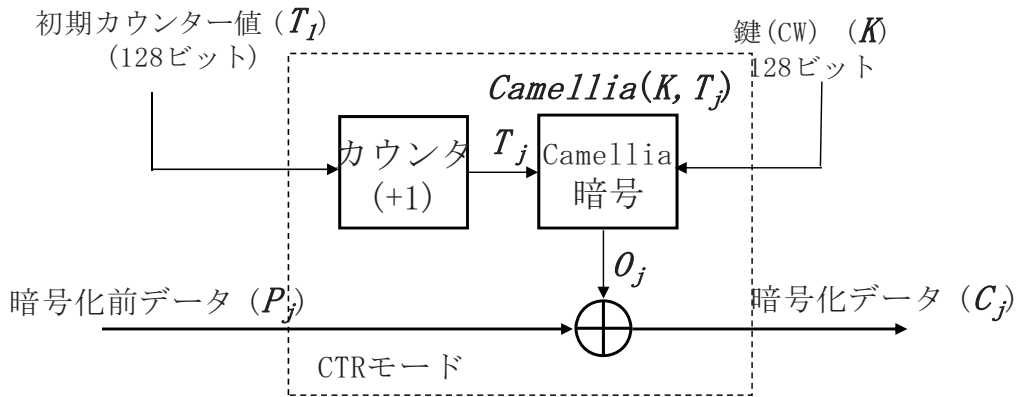 初期カウンター値(T1)
(128ビット)
鍵(CW) (K)
128ビット
Camellia(K,Tj)
カウンタ
(+1)
Tj
Camellia
暗号
Oj
暗号化前データ(Pj)
暗号化データ(Cj)
CTRモード